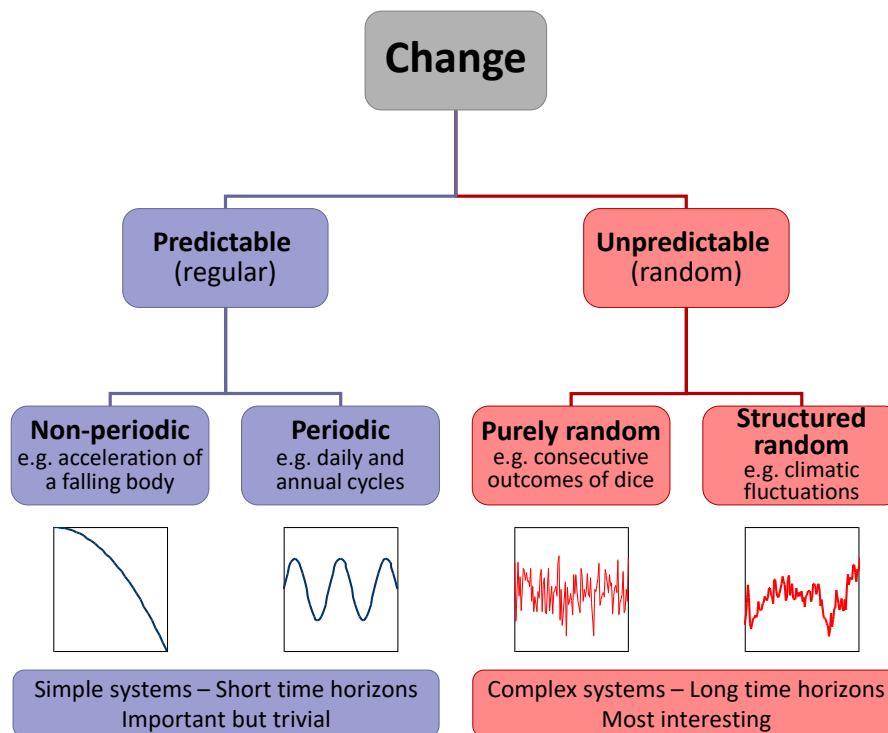 Change
Predictable
(regular)
Unpredictable
(random)
Non-periodic
e.g. acceleration of
a falling body
Periodic
e.g. daily and
annual cycles
Purely random
e.g. consecutive
outcomes of dice
Structured
random
e.g. climatic
fluctuations
Simple systems – Short time horizons
Important but trivial
Complex systems – Long time horizons
Most interesting